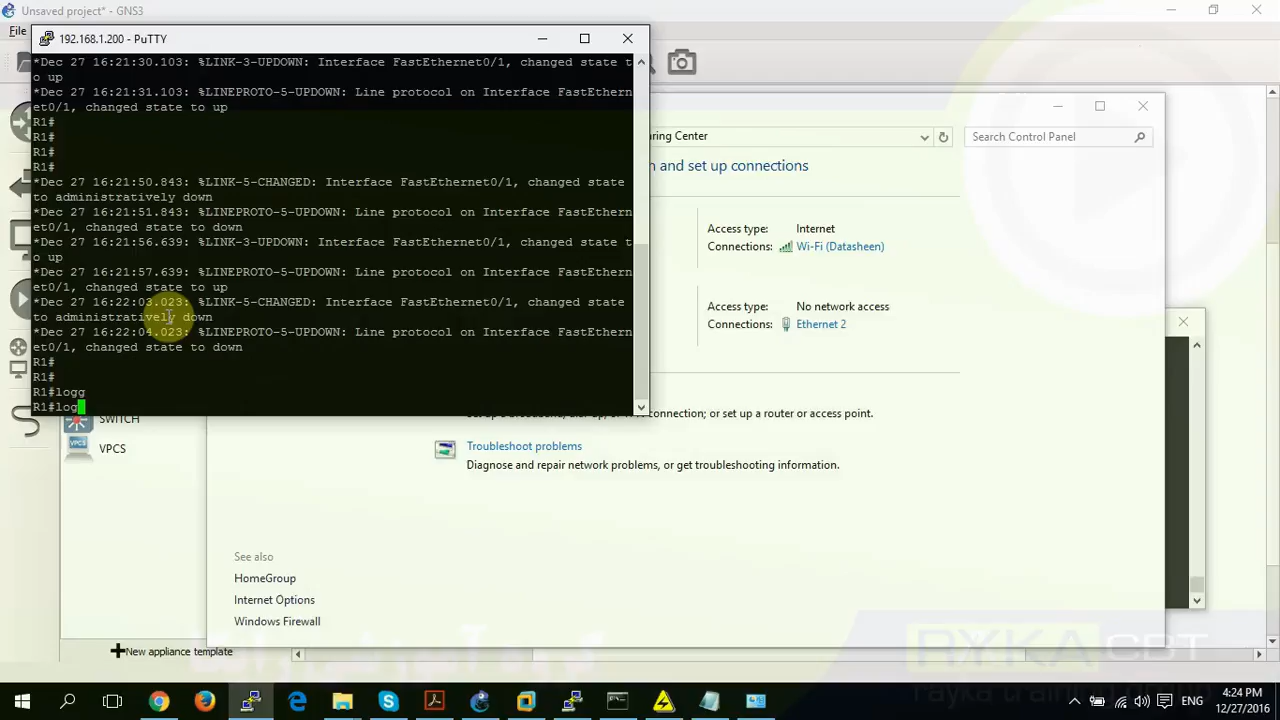 Unsaved project* - GNS3
File
192.168.1.200 - PuTTY
*Dec 27 16:21:30.103: %LINK-3-UPDOWN: Interface FastEthernet0/1, changed state t
o up
*Dec 27 16:21:31.103: %LINEPROTO-5-UPDOWN: Line protocol on Interface FastEthern
et0/1, changed state to up
R1#
R1#
R1#
R1#
*Dec 27 16:21:50.843: %LINK-5-CHANGED: Interface FastEthernet0/1, changed state
to administratively down
*Dec 27 16:21:51.843: %LINEPROTO-5-UPDOWN: Line protocol on Interface FastEthern
et0/1, changed state to down
*Dec 27 16:21:56.639: %LINK-3-UPDOWN: Interface FastEthernet0/1, changed state t
o up
*Dec 27 16:21:57.639: %LINEPROTO-5-UPDOWN: Line protocol on Interface FastEthern
et0/1, changed state to up
*Dec 27 16:22:03.023: %LINK-5-CHANGED: Interface FastEthernet0/1, changed state
to administratively down
*Dec 27 16:22:04.023: %LINEPROTO-5-UPDOWN: Line protocol on Interface FastEthern
et0/1, changed state to down
R1#
R1#
R1#logg
R1#log
aring Center
Search Control Panel
n and set up connections
Access type: Internet
Connections: Wi-Fi (Datasheen)
Access type: No network access
Connections: Ethernet 2
connection; or set up a router or access point.
Troubleshoot problems
Diagnose and repair network problems, or get troubleshooting information.
See also
HomeGroup
Internet Options
Windows Firewall
SWITCH
VPCS
VPCS
New appliance template
RYKA CBT
ENG
4:24 PM
12/27/2016